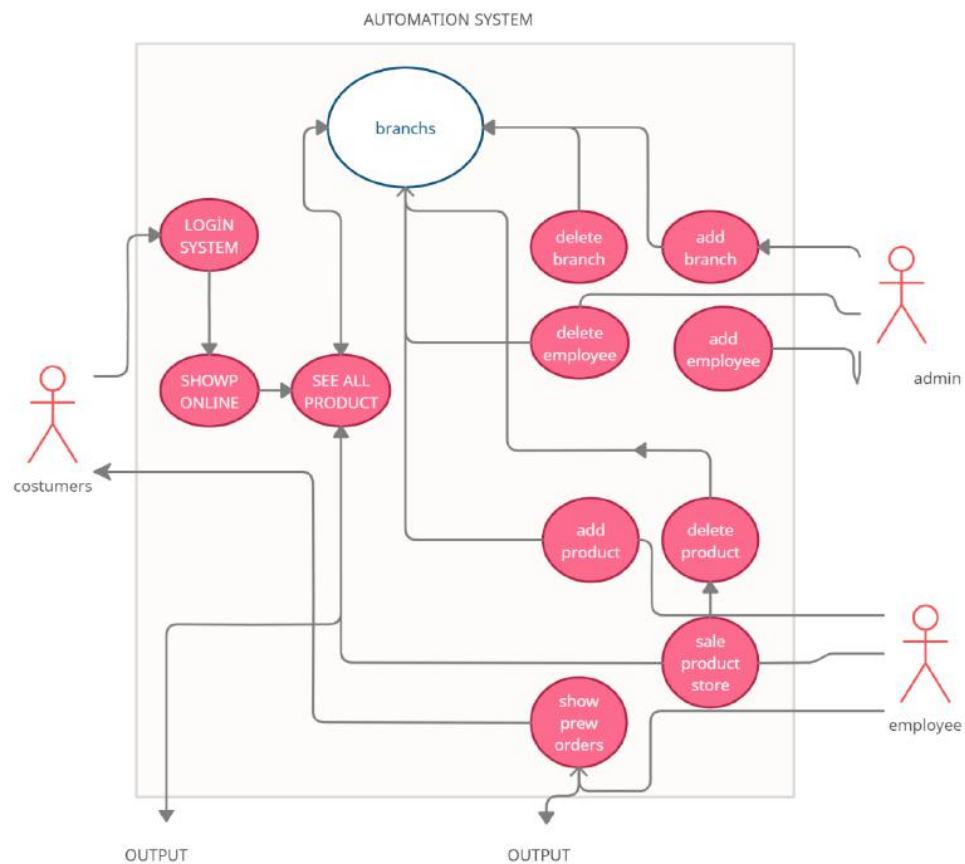 AUTOMATION SYSTEM
branchs
LOGİN
SYSTEM
delete
branch
add
branch
delete
employee
add
employee
admin
SHOWP
ONLINE
SEE ALL
PRODUCT
costumers
add
product
delete
product
sale
product
store
show
prew
orders
employee
OUTPUT
OUTPUT